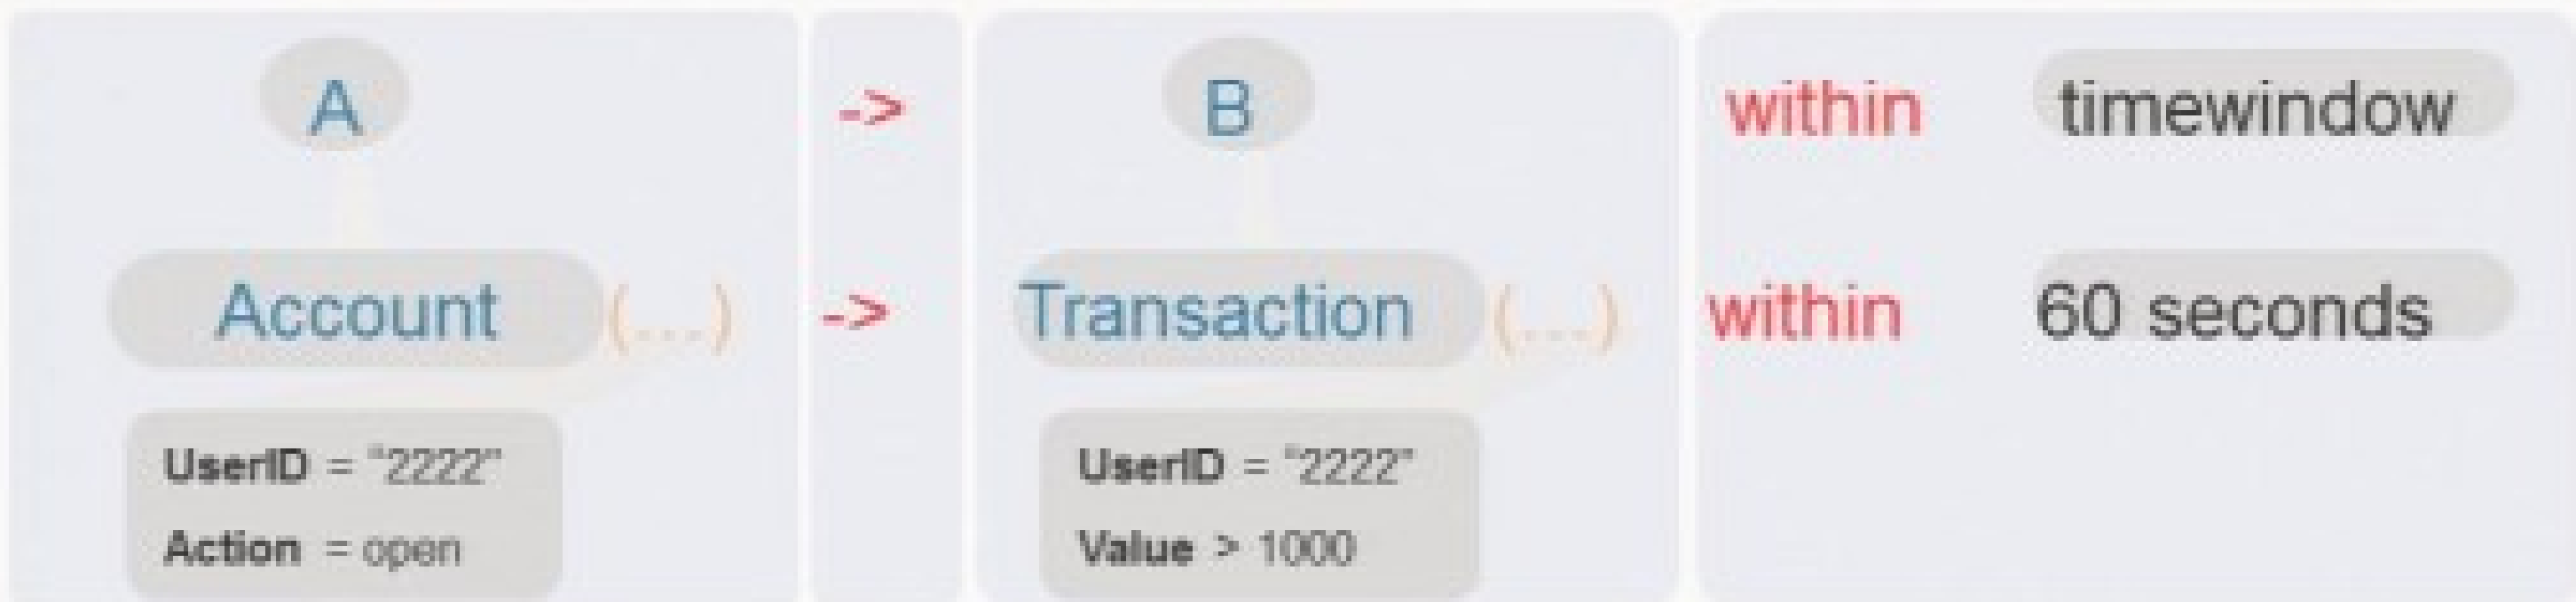 A -> B within timewindow
Account (...) -> Transaction (...) within 60 seconds
UserID = "2222" UserID = "2222"
Action = open Value > 1000